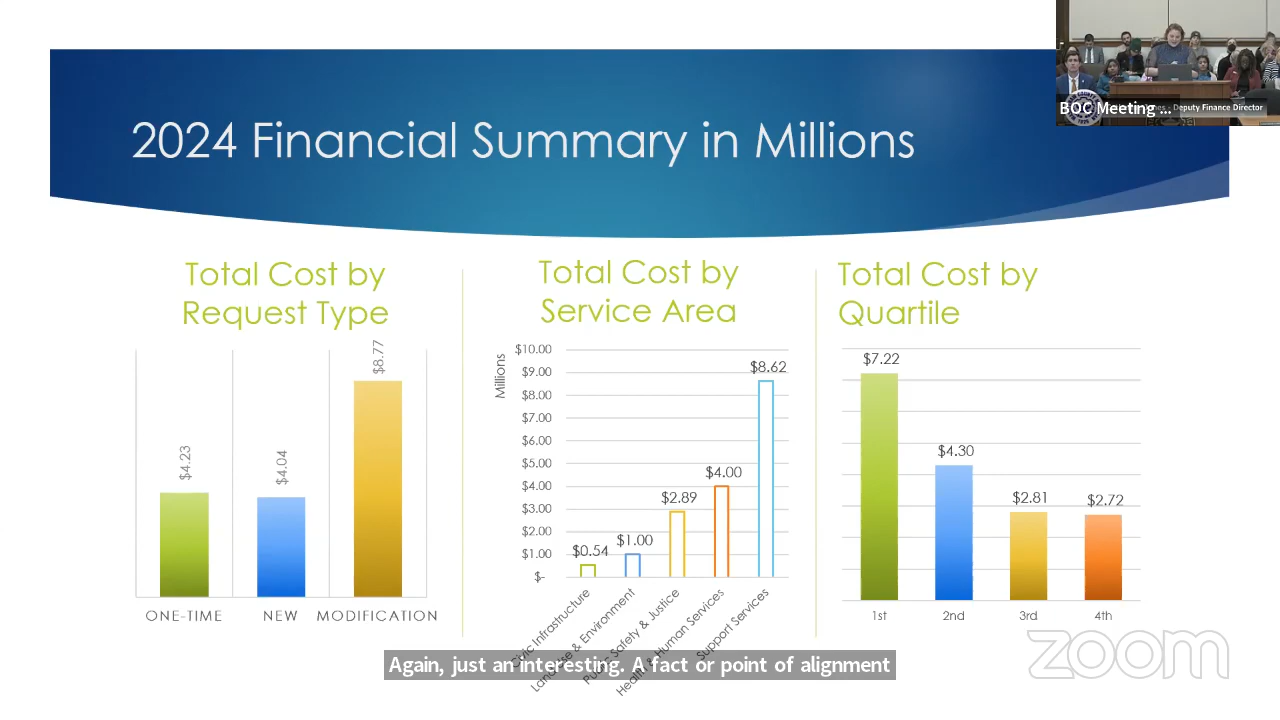 BOC Meeting ...
Deputy Finance Director
2024 Financial Summary in Millions
Total Cost by
Request Type
$4.23
$4.04
$8.77
ONE-TIME NEW MODIFICATION
Total Cost by
Service Area
Millions
$10.00
$9.00
$8.00
$7.00
$6.00
$5.00
$4.00
$3.00
$2.00
$1.00
$-
$0.54
$1.00
$2.89
$4.00
$8.62
Civic Infrastructure
Land Use & Environment
Public Safety & Justice
Health & Human Services
Support Services
Total Cost by
Quartile
$7.22
$4.30
$2.81
$2.72
1st 2nd 3rd 4th
Again, just an interesting. A fact or point of alignment
zoom